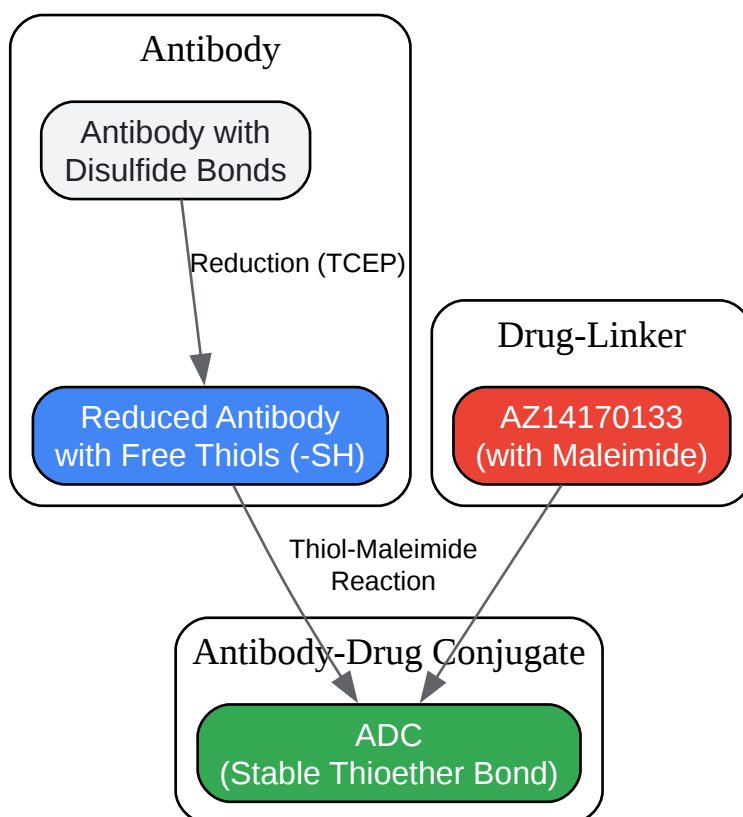 Antibody
Antibody with
Disulfide Bonds
Reduction (TCEP)
Drug-Linker
Reduced Antibody
with Free Thiols (-SH)
AZ14170133
(with Maleimide)
Thiol-Maleimide
Reaction
Antibody-Drug Conjugate
ADC
(Stable Thioether Bond)